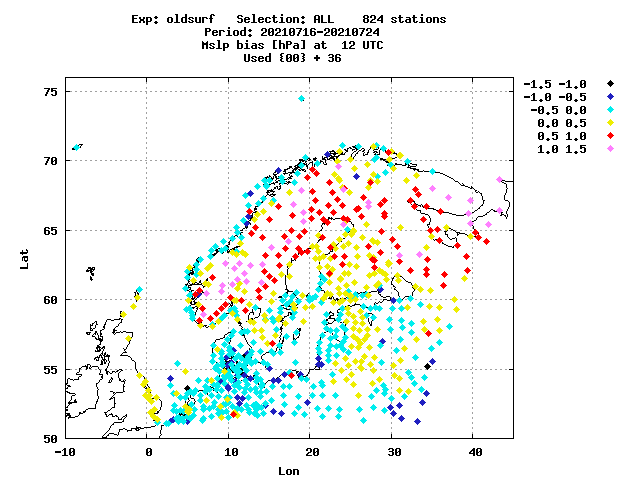 Exp: oldsurf   Selection: ALL    824 stations
Period: 20210716-20210724
Mslp bias [hPa] at  12 UTC
Used {00} + 36
-1.5 -1.0
-1.0 -0.5
-0.5 0.0
0.0 0.5
0.5 1.0
1.0 1.5
75
70
65
60
55
50
Lat
-10 0 10 20 30 40
Lon